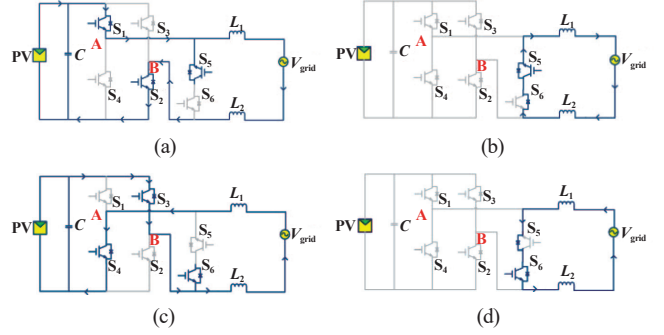 S1 S3 L1
PV C A S5 Vgrid
B
S4 S2 S6 L2
(a)
S1 S3 L1
PV C A S5 Vgrid
B
S4 S2 S6 L2
(b)
S1 S3 L1
PV C A S5 Vgrid
B
S4 S2 S6 L2
(c)
S1 S3 L1
PV C A S5 Vgrid
B
S4 S2 S6 L2
(d)